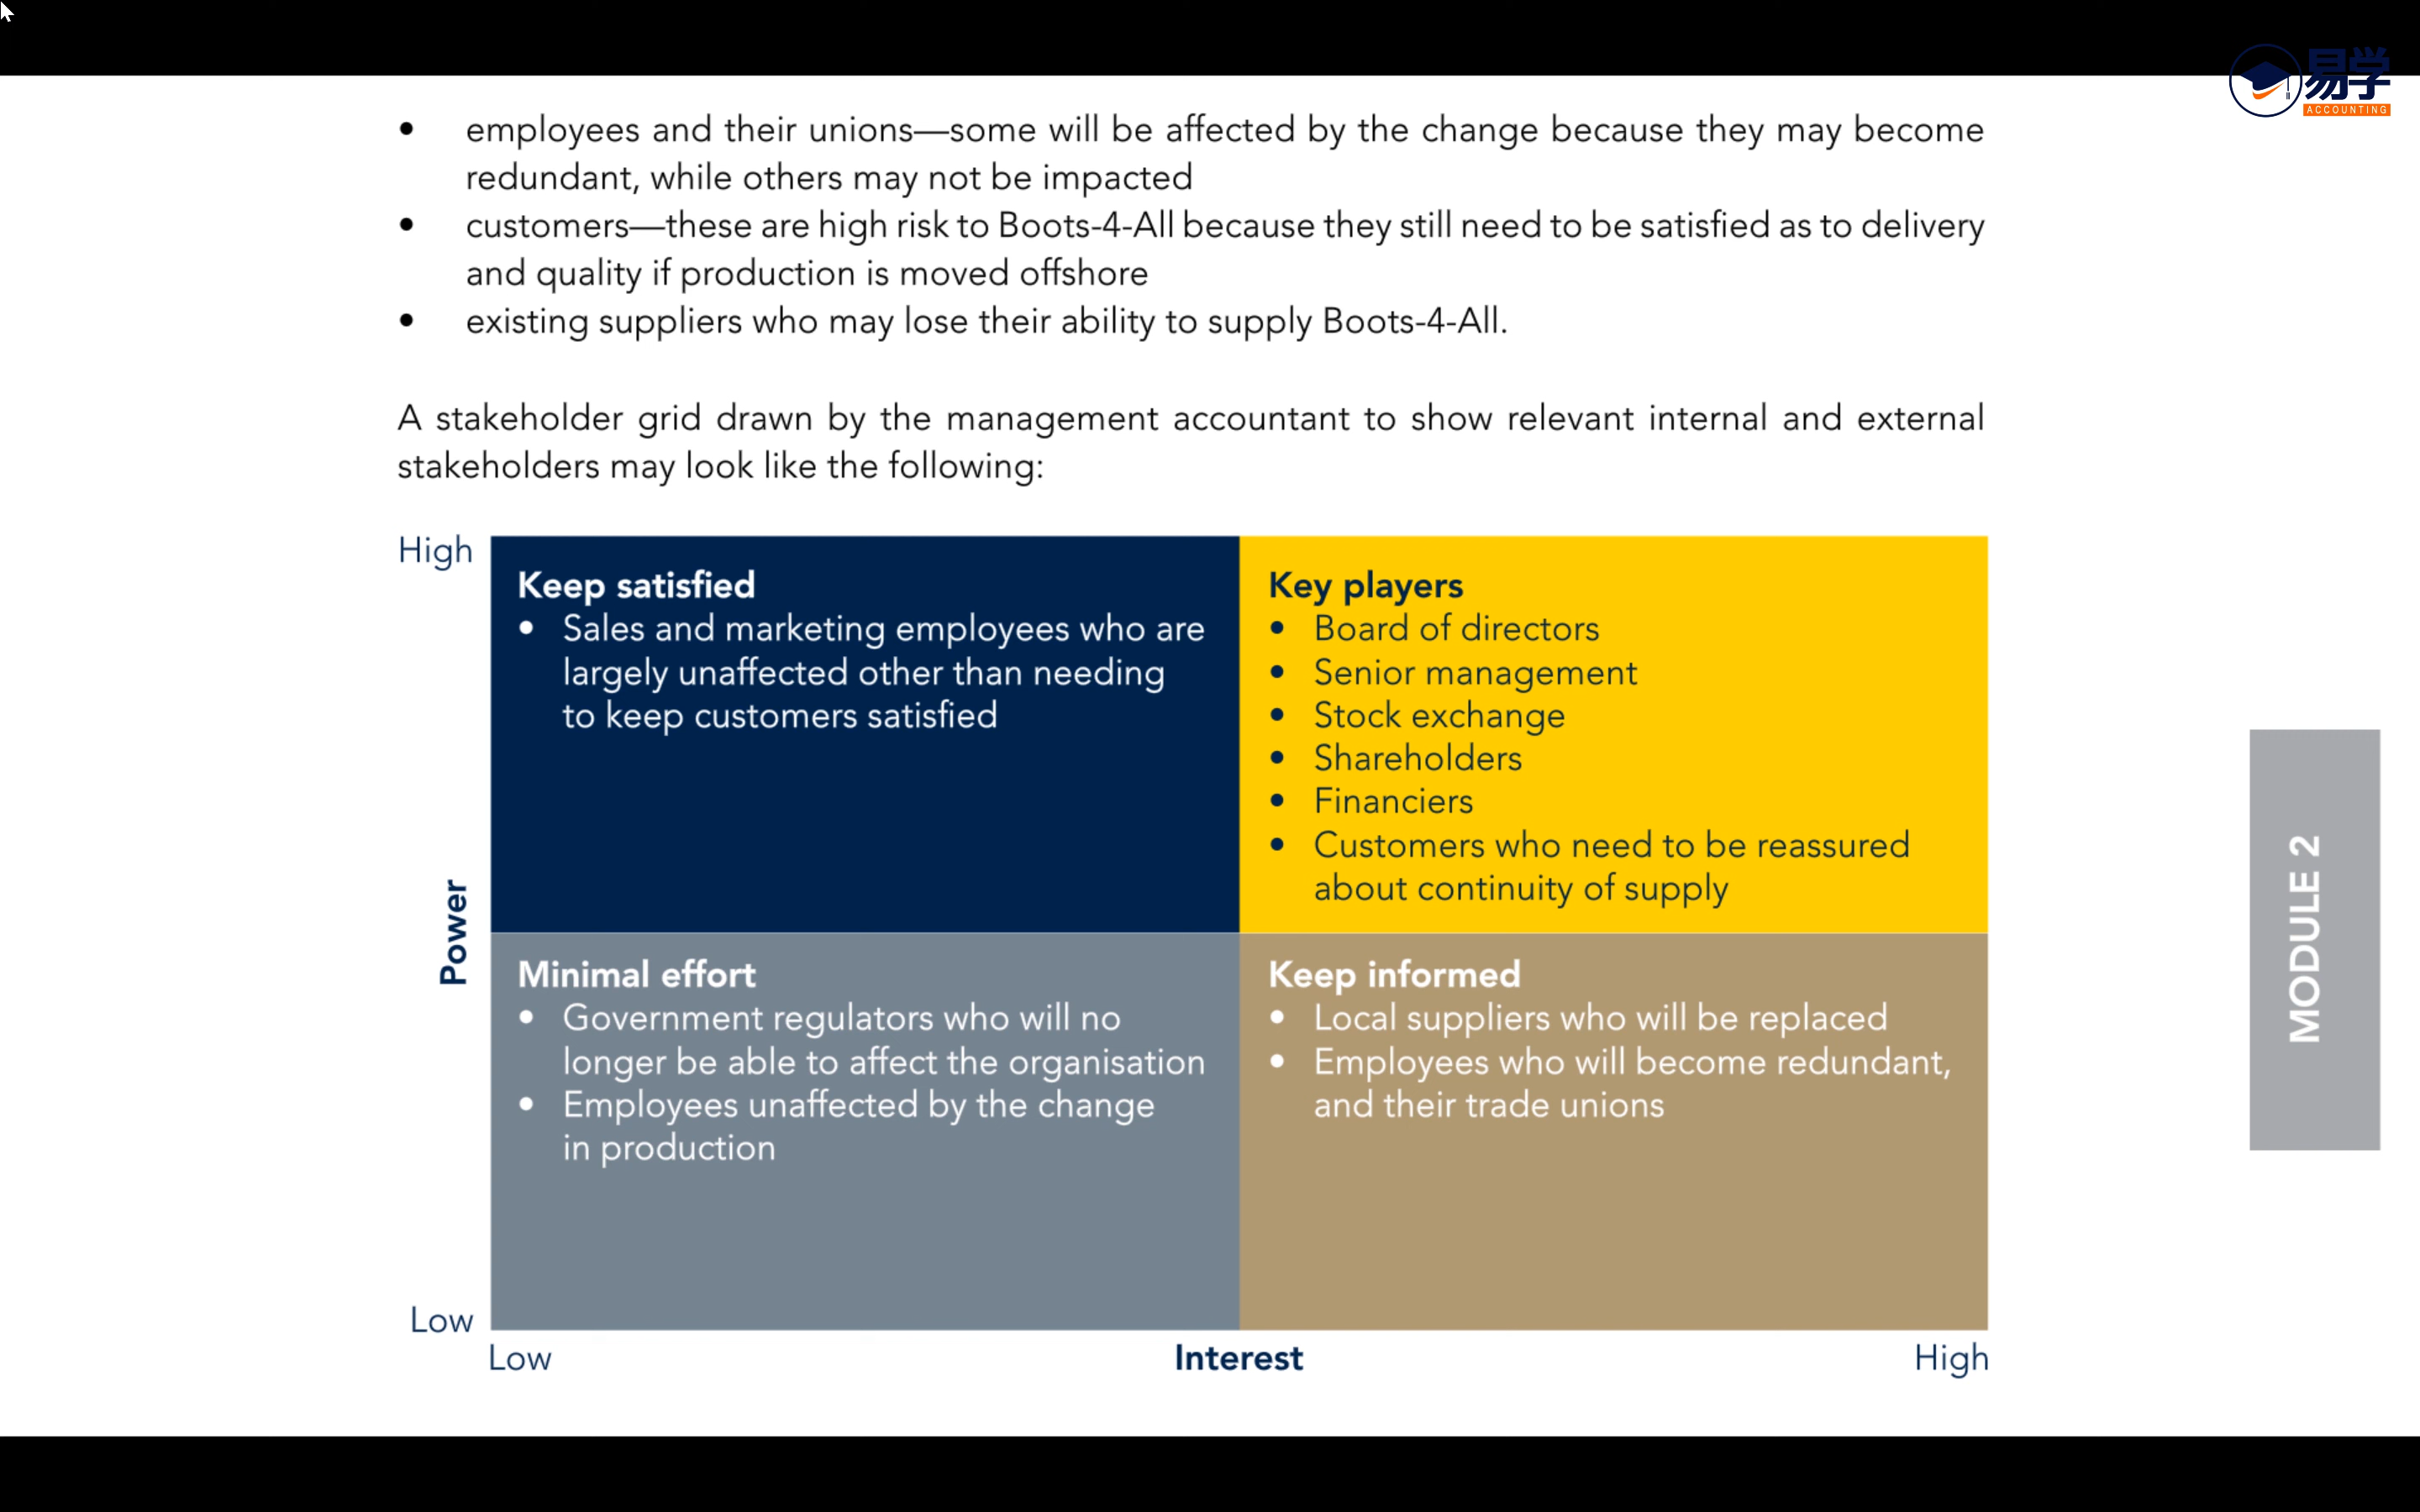 易学
ACCOUNTING
• employees and their unions—some will be affected by the change because they may become
redundant, while others may not be impacted
• customers—these are high risk to Boots-4-All because they still need to be satisfied as to delivery
and quality if production is moved offshore
• existing suppliers who may lose their ability to supply Boots-4-All.
A stakeholder grid drawn by the management accountant to show relevant internal and external
stakeholders may look like the following:
High
Keep satisfied
• Sales and marketing employees who are
largely unaffected other than needing
to keep customers satisfied
Key players
• Board of directors
• Senior management
• Stock exchange
• Shareholders
• Financiers
• Customers who need to be reassured
about continuity of supply
Power
Minimal effort
• Government regulators who will no
longer be able to affect the organisation
• Employees unaffected by the change
in production
Keep informed
• Local suppliers who will be replaced
• Employees who will become redundant,
and their trade unions
Low
Low
Interest
High
MODULE 2